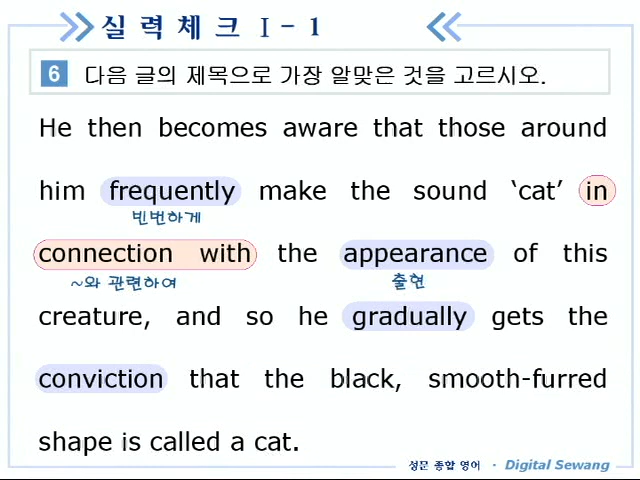 실력체크 I - 1
6 다음 글의 제목으로 가장 알맞은 것을 고르시오.
He then becomes aware that those around
him frequently make the sound ‘cat’ in
빈번하게
connection with the appearance of this
~와 관련하여 출현
creature, and so he gradually gets the
conviction that the black, smooth-furred
shape is called a cat.
성문 종합 영어 · Digital Sewang